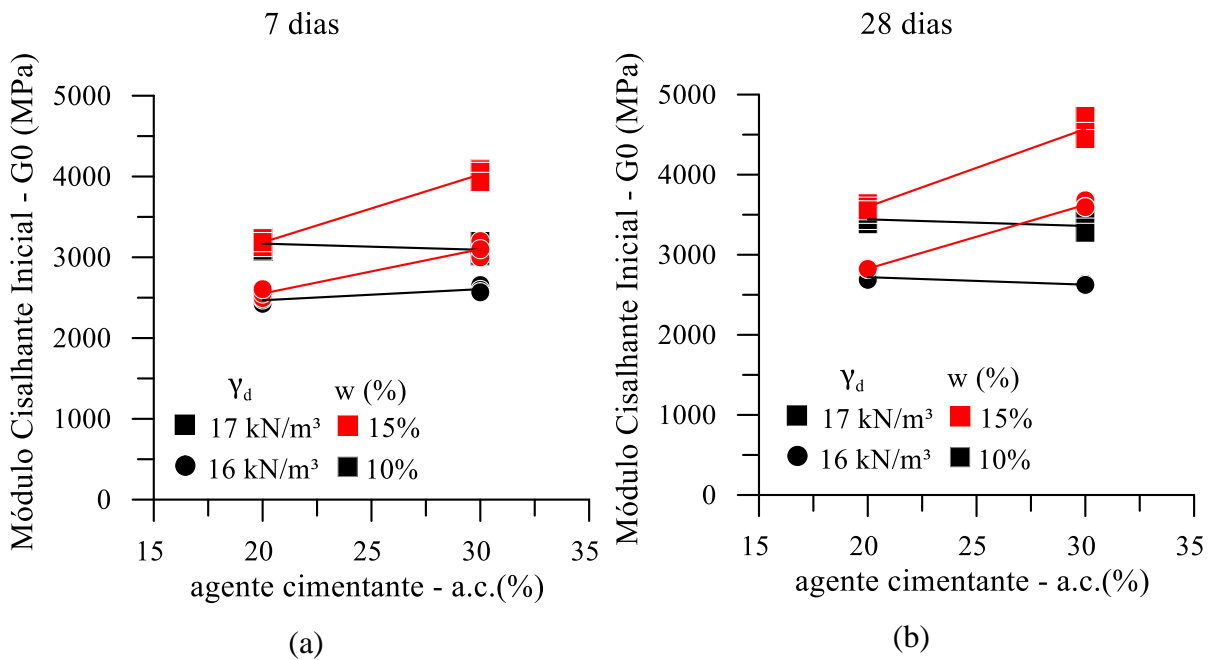 7 dias
Módulo Cisalhante Inicial - G0 (MPa)
5000
4000
3000
2000
1000
0
γd w (%)
17 kN/m³ 15%
16 kN/m³ 10%
15 20 25 30 35
agente cimentante - a.c.(%)
(a)
28 dias
Módulo Cisalhante Inicial - G0 (MPa)
5000
4000
3000
2000
1000
0
γd w (%)
17 kN/m³ 15%
16 kN/m³ 10%
15 20 25 30 35
agente cimentante - a.c.(%)
(b)